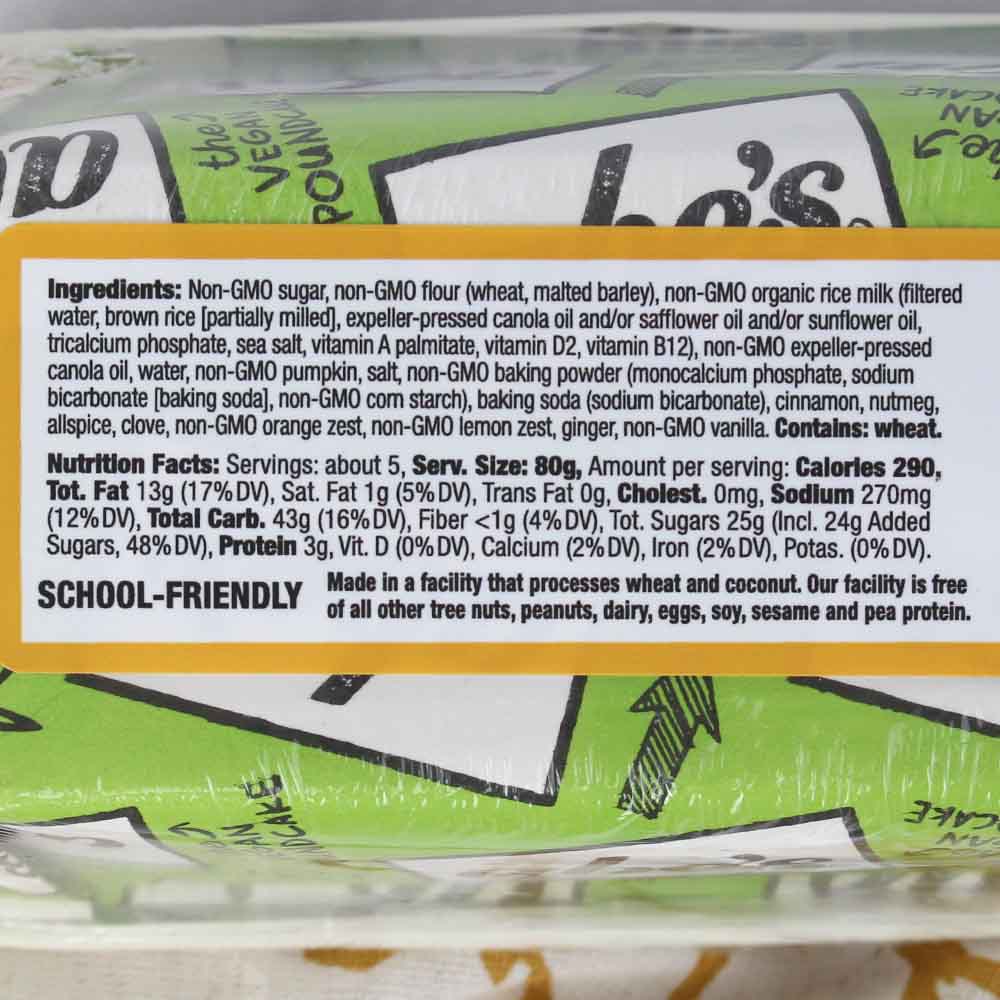 the
VEGAN
POUNDCAKE
Ingredients: Non-GMO sugar, non-GMO flour (wheat, malted barley), non-GMO organic rice milk (filtered
water, brown rice [partially milled], expeller-pressed canola oil and/or safflower oil and/or sunflower oil,
tricalcium phosphate, sea salt, vitamin A palmitate, vitamin D2, vitamin B12), non-GMO expeller-pressed
canola oil, water, non-GMO pumpkin, salt, non-GMO baking powder (monocalcium phosphate, sodium
bicarbonate [baking soda], non-GMO corn starch), baking soda (sodium bicarbonate), cinnamon, nutmeg,
allspice, clove, non-GMO orange zest, non-GMO lemon zest, ginger, non-GMO vanilla. Contains: wheat.
Nutrition Facts: Servings: about 5, Serv. Size: 80g, Amount per serving: Calories 290,
Tot. Fat 13g (17% DV), Sat. Fat 1g (5% DV), Trans Fat 0g, Cholest. 0mg, Sodium 270mg
(12% DV), Total Carb. 43g (16% DV), Fiber <1g (4% DV), Tot. Sugars 25g (Incl. 24g Added
Sugars, 48% DV), Protein 3g, Vit. D (0% DV), Calcium (2% DV), Iron (2% DV), Potas. (0% DV).
SCHOOL-FRIENDLY
Made in a facility that processes wheat and coconut. Our facility is free
of all other tree nuts, peanuts, dairy, eggs, soy, sesame and pea protein.